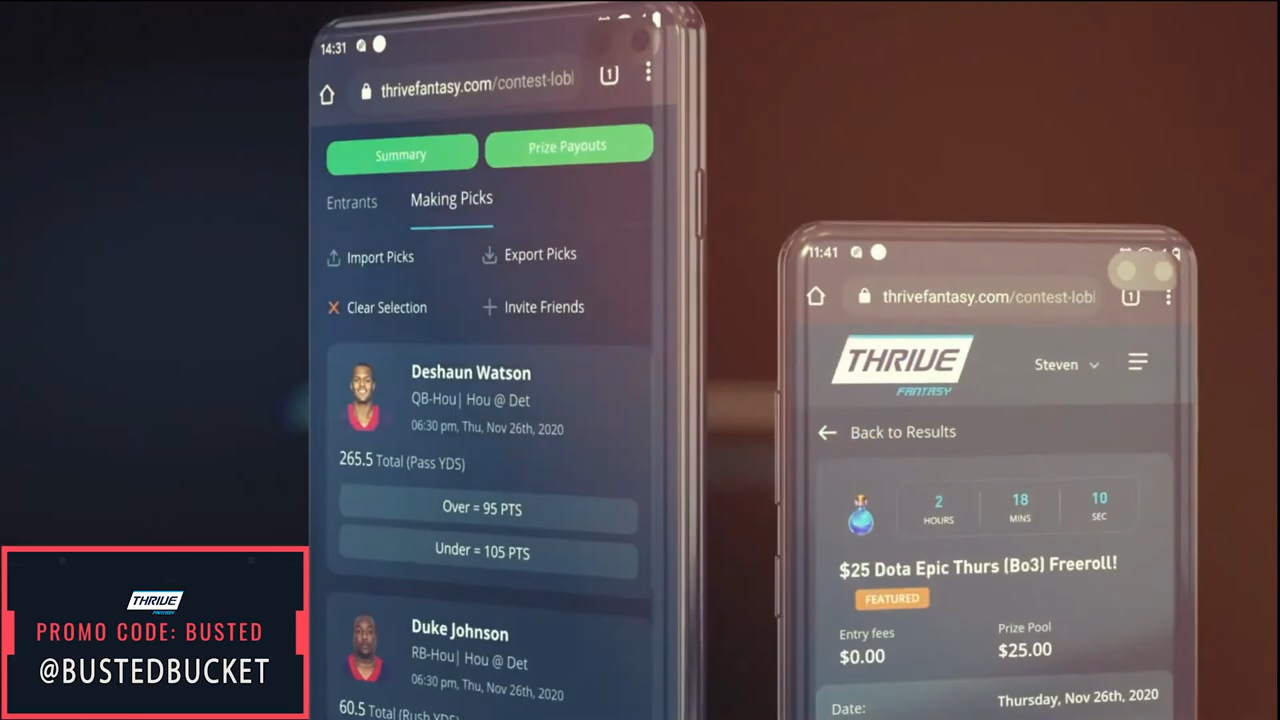 14:31
thrivefantasy.com/contest-lobl
1
Summary
Prize Payouts
Entrants
Making Picks
Import Picks
Export Picks
Clear Selection
Invite Friends
Deshaun Watson
QB-Hou| Hou @ Det
06:30 pm, Thu, Nov 26th, 2020
265.5 Total (Pass YDS)
Over = 95 PTS
Under = 105 PTS
Duke Johnson
RB-Hou| Hou @ Det
06:30 pm, Thu, Nov 26th, 2020
60.5 Total (Rush YDS)
11:41
thrivefantasy.com/contest-lobl
1
THRIVE
FANTASY
Steven
Back to Results
2 18 10
HOURS MINS SEC
$25 Dota Epic Thurs (Bo3) Freeroll!
FEATURED
Entry fees
Prize Pool
$0.00
$25.00
Date:
Thursday, Nov 26th, 2020
THRIVE
FANTASY
PROMO CODE: BUSTED
@BUSTEDBUCKET